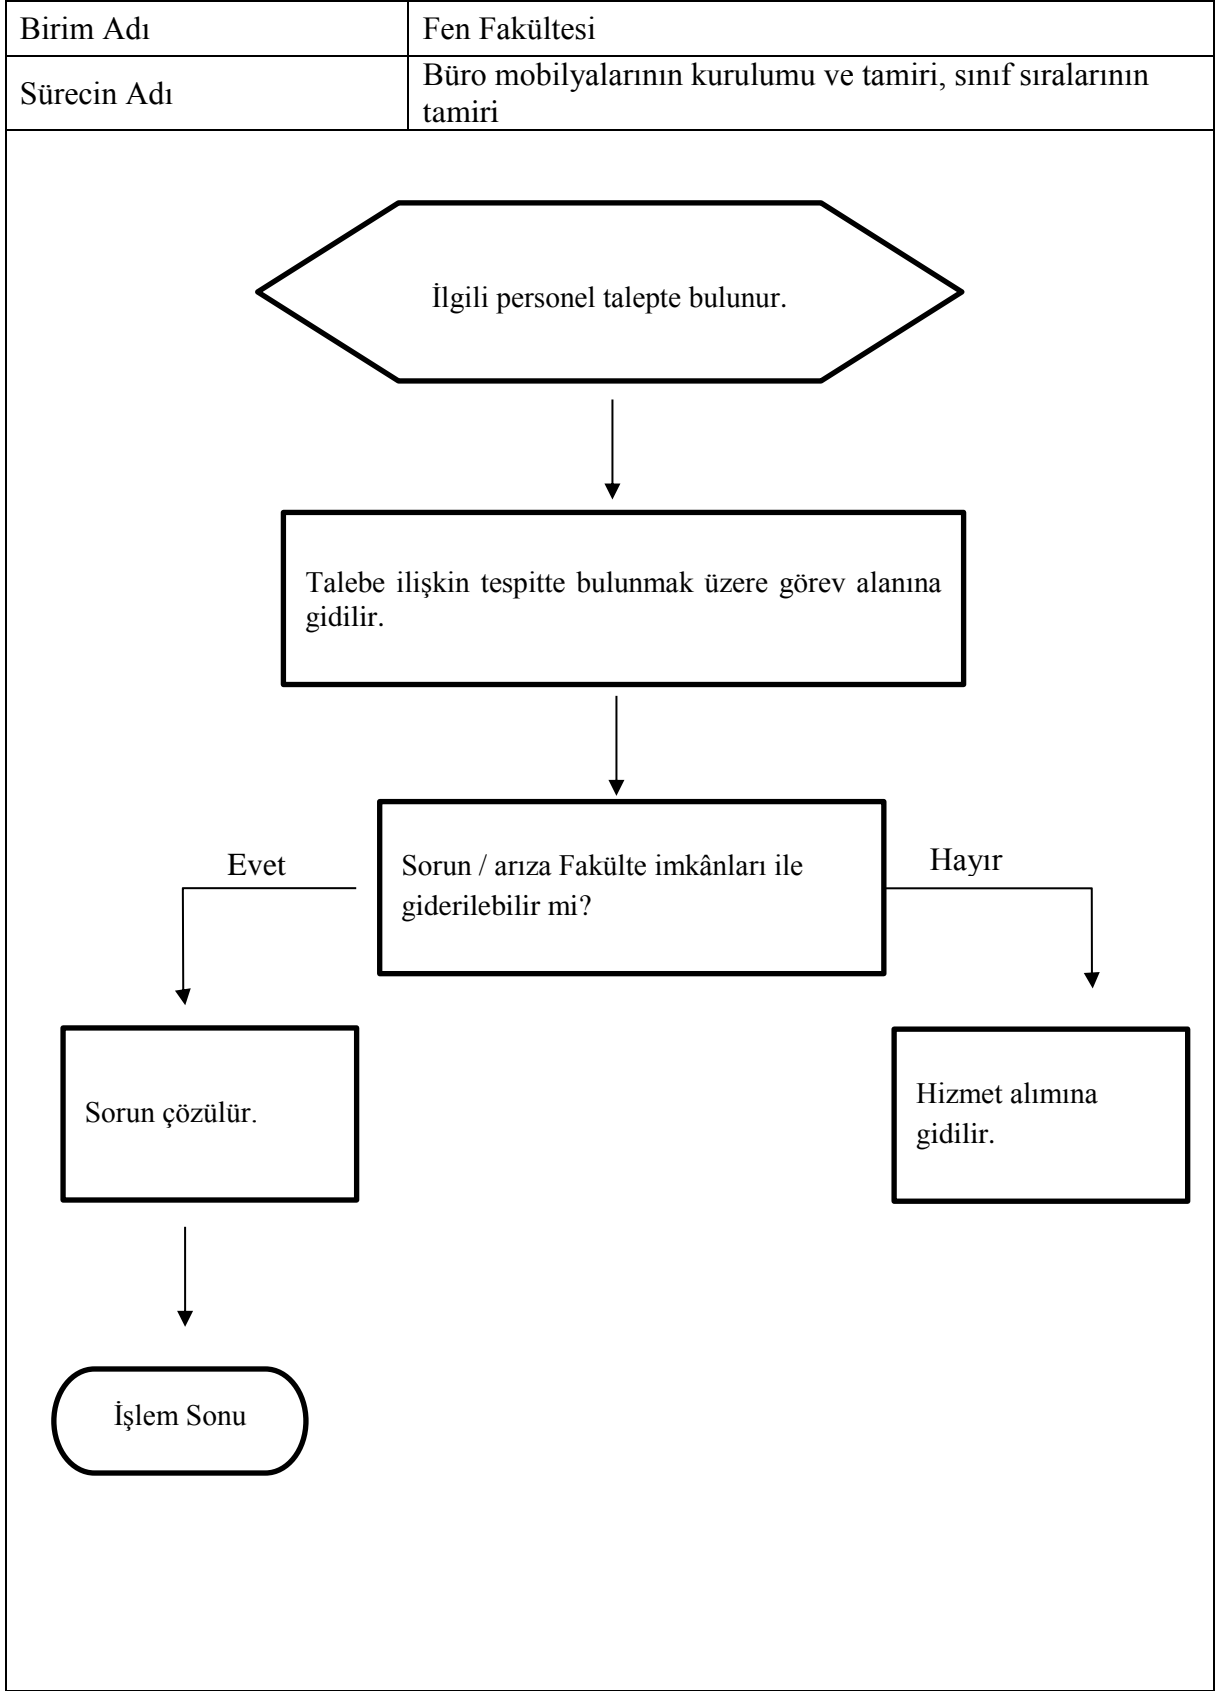 Birim Adı
Fen Fakültesi
Sürecin Adı
Büro mobilyalarının kurulumu ve tamiri, sınıf sıralarının
tamiri
İlgili personel talepte bulunur.
Talebe ilişkin tespitte bulunmak üzere görev alanına
gidilir.
Evet
Sorun / arıza Fakülte imkânları ile
giderilebilir mi?
Hayır
Sorun çözülür.
Hizmet alımına
gidilir.
İşlem Sonu